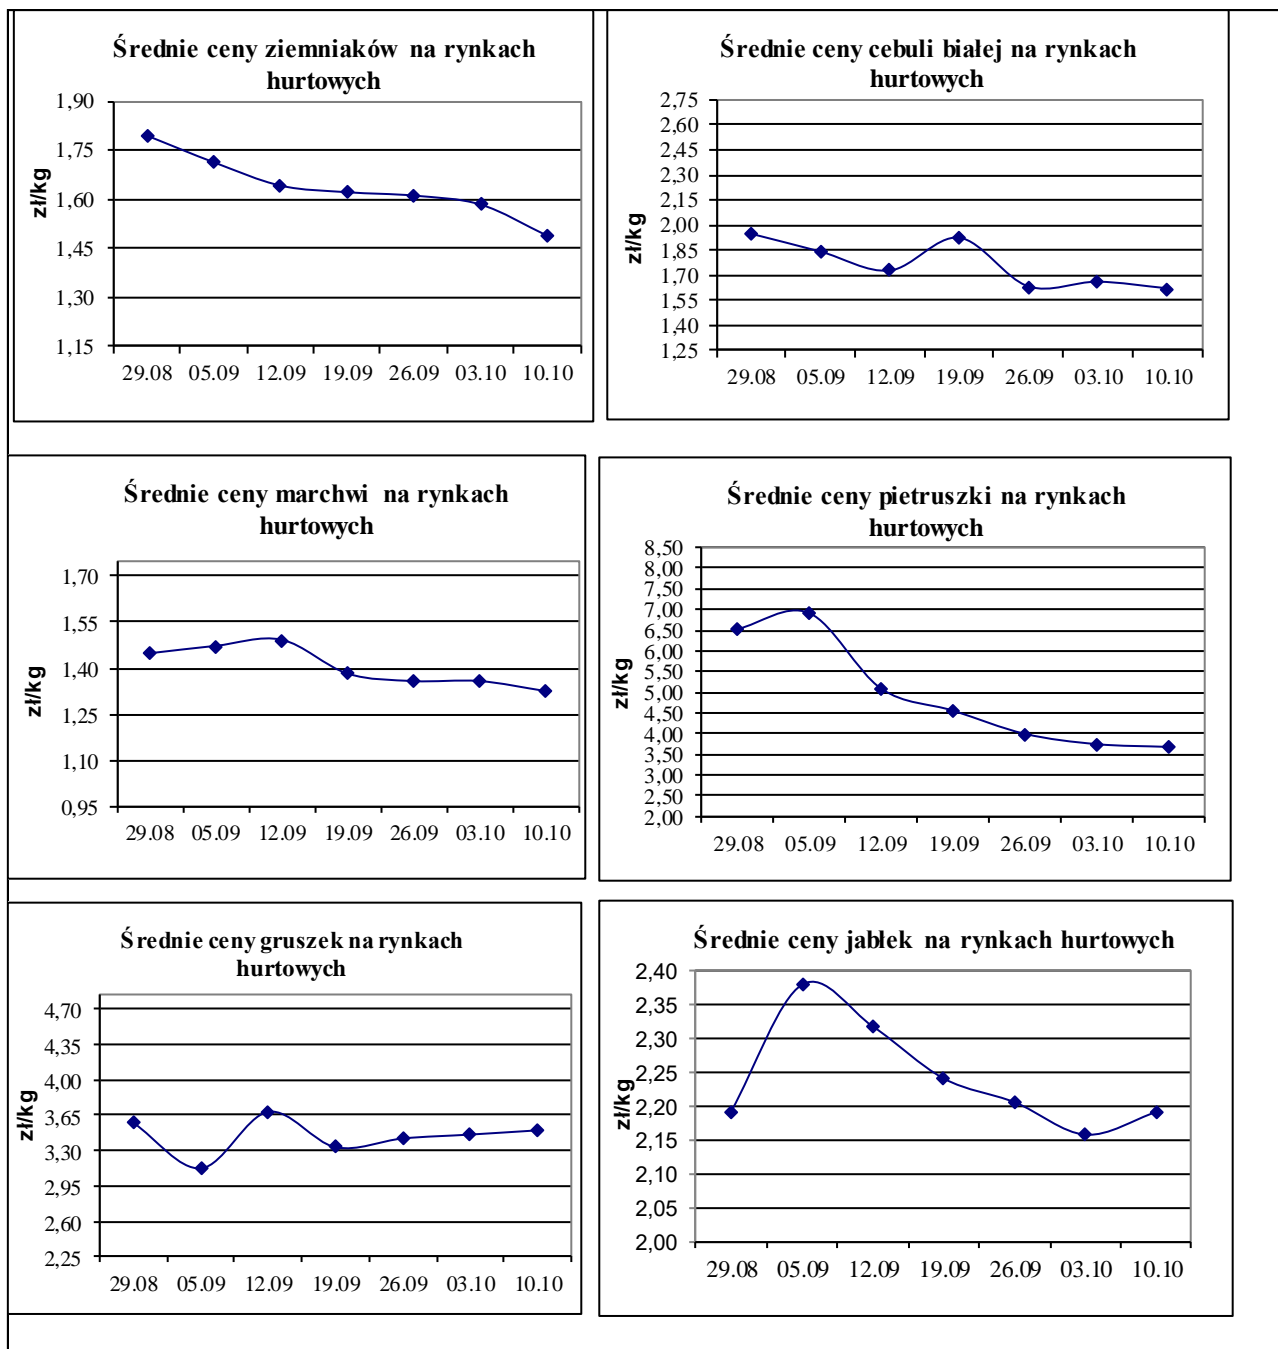 Średnie ceny ziemniaków na rynkach
hurtowych
zł/kg
1,90
1,75
1,60
1,45
1,30
1,15
29.08 05.09 12.09 19.09 26.09 03.10 10.10
Średnie ceny cebuli białej na rynkach
hurtowych
zł/kg
2,75
2,60
2,45
2,30
2,15
2,00
1,85
1,70
1,55
1,40
1,25
29.08 05.09 12.09 19.09 26.09 03.10 10.10
Średnie ceny marchwi na rynkach
hurtowych
zł/kg
1,70
1,55
1,40
1,25
1,10
0,95
29.08 05.09 12.09 19.09 26.09 03.10 10.10
Średnie ceny pietruszki na rynkach
hurtowych
zł/kg
8,50
8,00
7,50
7,00
6,50
6,00
5,50
5,00
4,50
4,00
3,50
3,00
2,50
2,00
29.08 05.09 12.09 19.09 26.09 03.10 10.10
Średnie ceny gruszek na rynkach
hurtowych
zł/kg
4,70
4,35
4,00
3,65
3,30
2,95
2,60
2,25
29.08 05.09 12.09 19.09 26.09 03.10 10.10
Średnie ceny jabłek na rynkach hurtowych
zł/kg
2,40
2,35
2,30
2,25
2,20
2,15
2,10
2,05
2,00
29.08 05.09 12.09 19.09 26.09 03.10 10.10